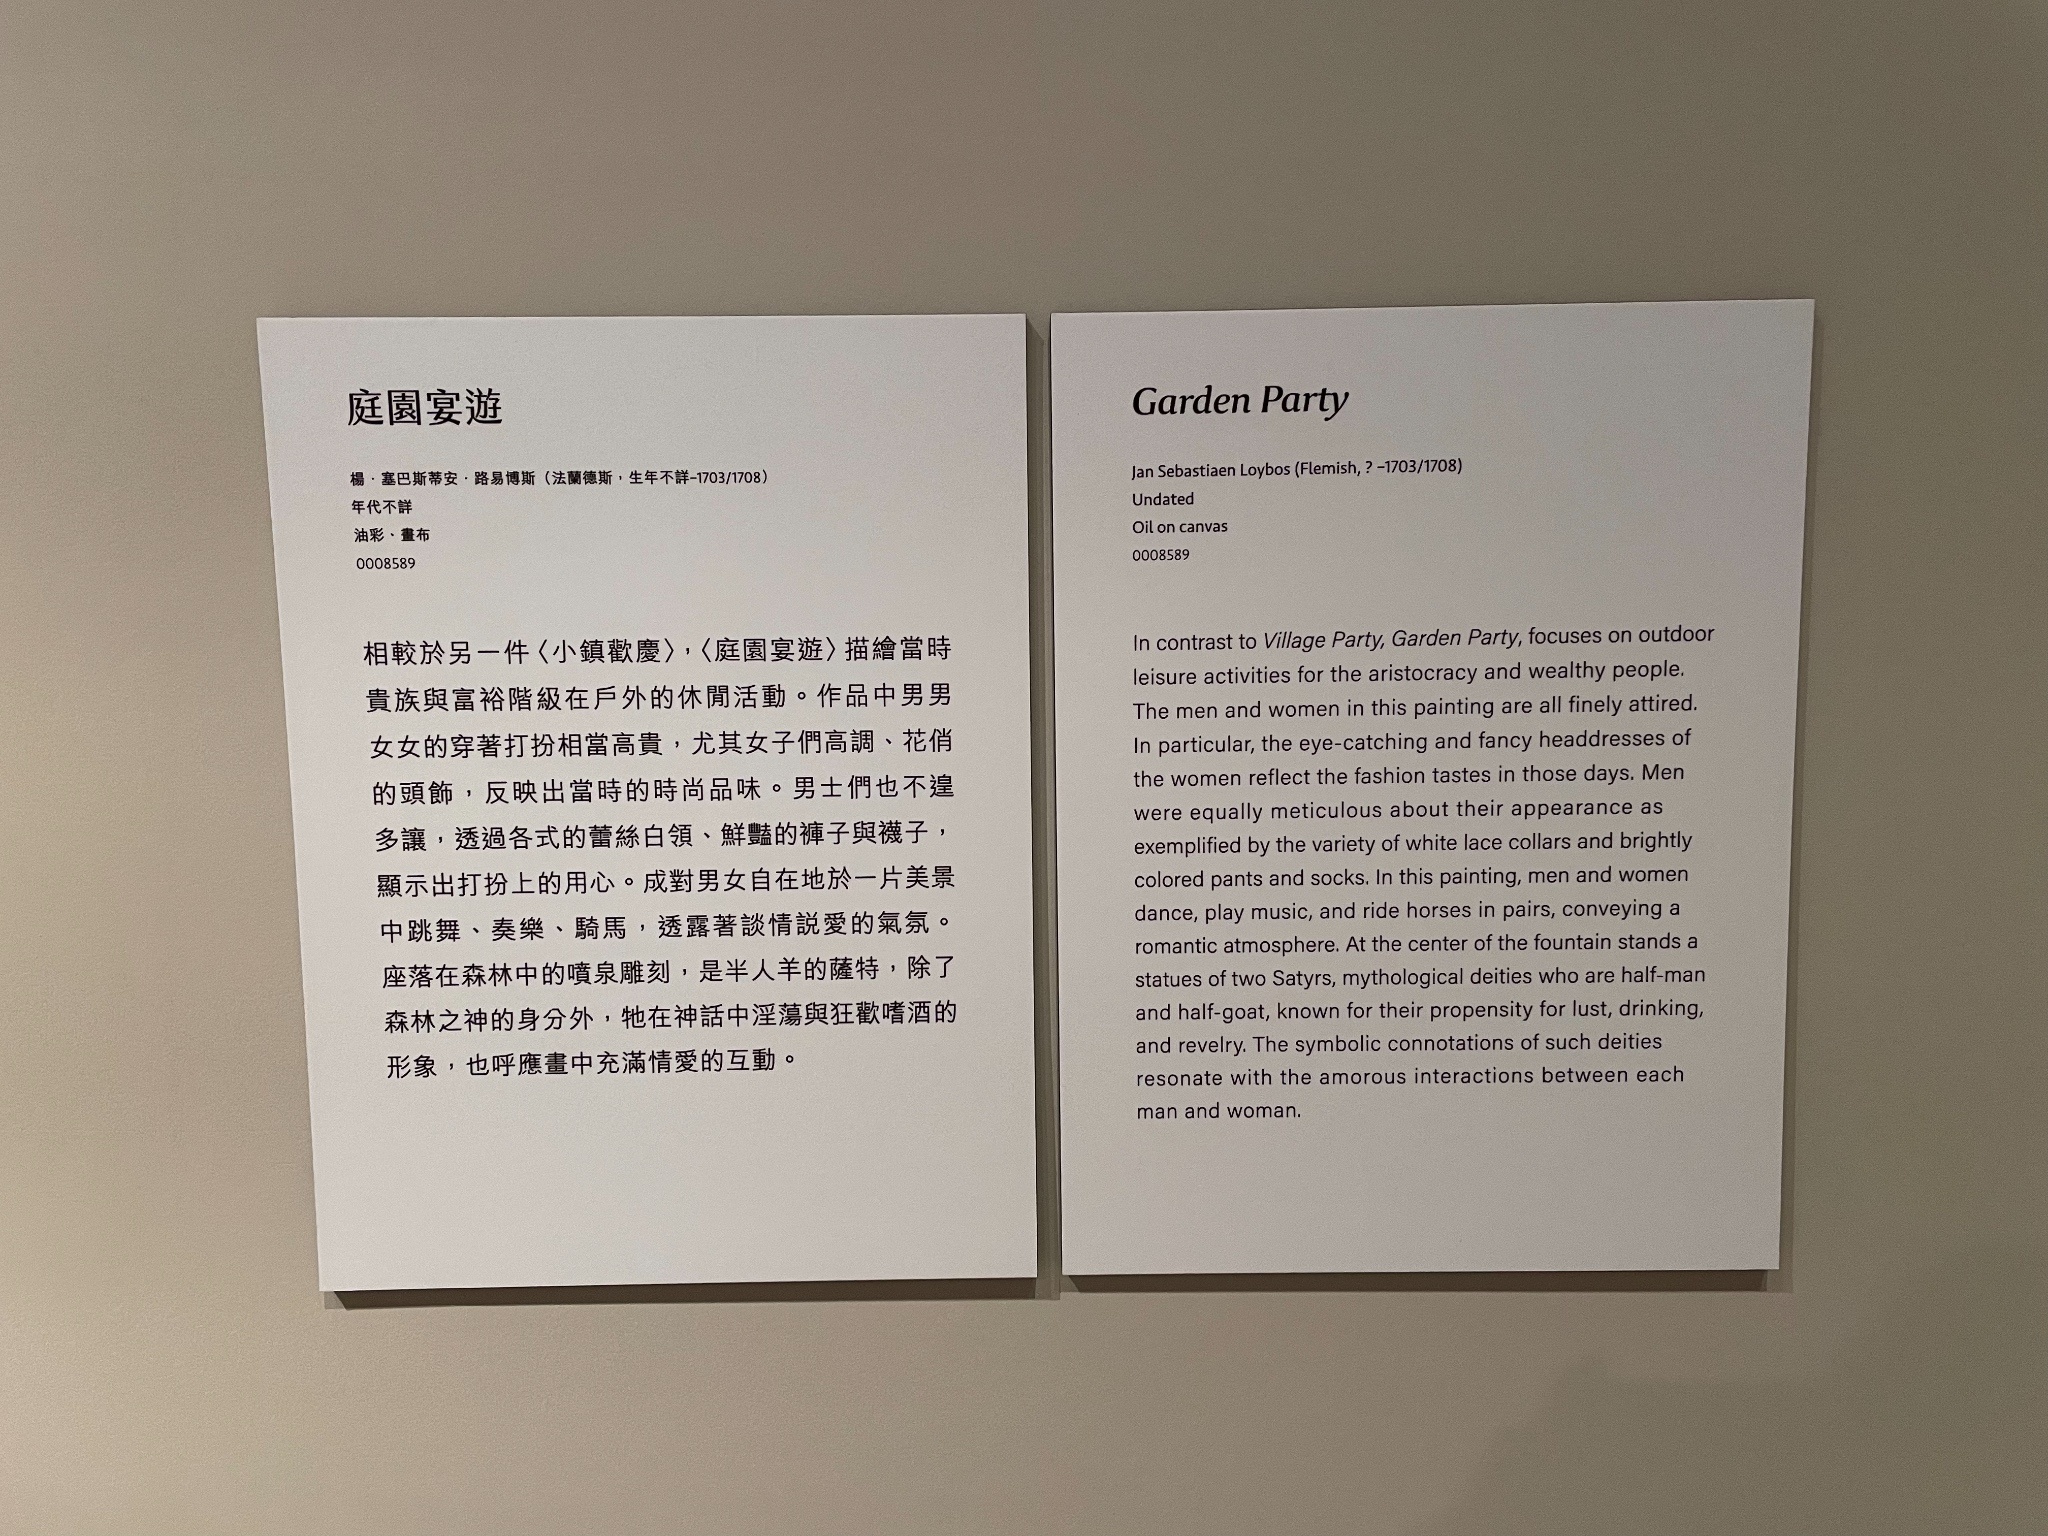 庭園宴遊
楊·塞巴斯蒂安·路易博斯（法蘭德斯，生年不詳–1703/1708）
年代不詳
油彩、畫布
0008589
相較於另一件〈小鎮歡慶〉，〈庭園宴遊〉描繪當時
貴族與富裕階級在戶外的休閒活動。作品中男男
女女的穿著打扮相當高貴，尤其女子們高調、花俏
的頭飾，反映出當時的時尚品味。男士們也不遑
多讓，透過各式的蕾絲白領、鮮豔的褲子與襪子，
顯示出打扮上的用心。成對男女自在地於一片美景
中跳舞、奏樂、騎馬，透露著談情説愛的氣氛。
座落在森林中的噴泉雕刻，是半人羊的薩特，除了
森林之神的身分外，牠在神話中淫蕩與狂歡嗜酒的
形象，也呼應畫中充滿情愛的互動。
Garden Party
Jan Sebastiaen Loybos (Flemish, ? –1703/1708)
Undated
Oil on canvas
0008589
In contrast to Village Party, Garden Party, focuses on outdoor
leisure activities for the aristocracy and wealthy people.
The men and women in this painting are all finely attired.
In particular, the eye-catching and fancy headdresses of
the women reflect the fashion tastes in those days. Men
were equally meticulous about their appearance as
exemplified by the variety of white lace collars and brightly
colored pants and socks. In this painting, men and women
dance, play music, and ride horses in pairs, conveying a
romantic atmosphere. At the center of the fountain stands a
statues of two Satyrs, mythological deities who are half-man
and half-goat, known for their propensity for lust, drinking,
and revelry. The symbolic connotations of such deities
resonate with the amorous interactions between each
man and woman.